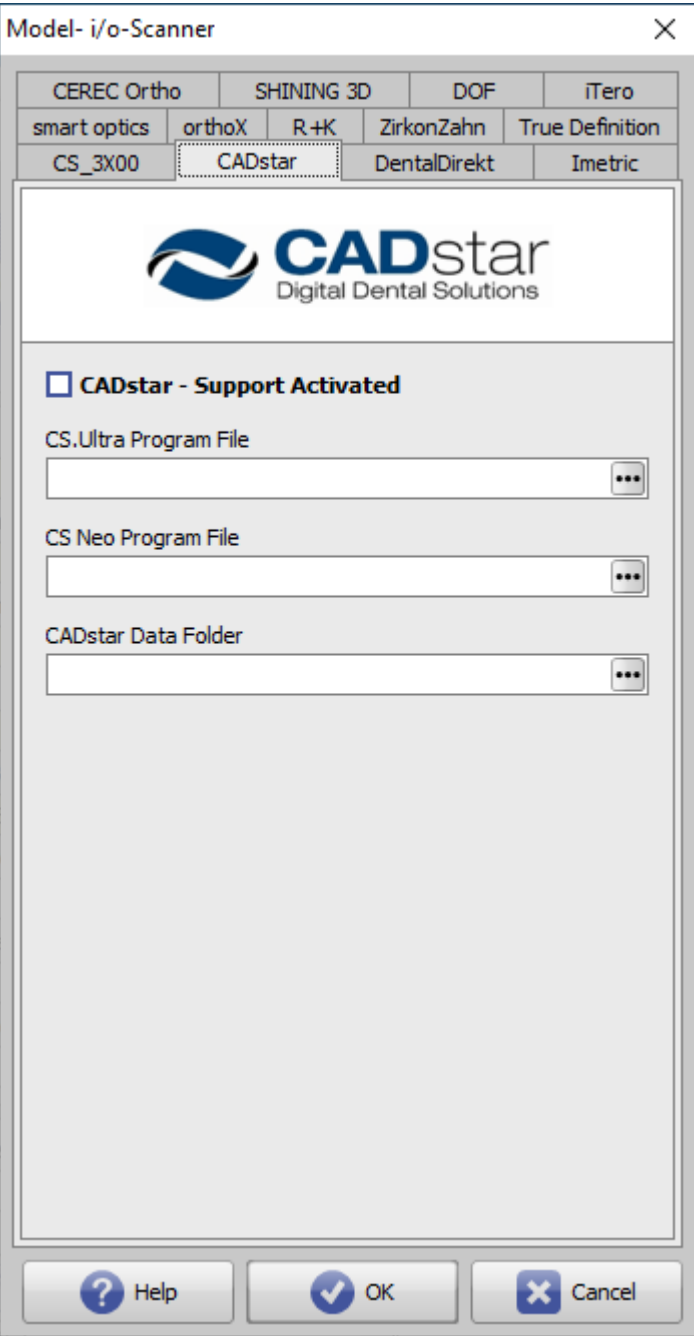 Model- i/o-Scanner
CEREC Ortho SHINING 3D DOF iTero
smart optics orthoX R+K ZirkonZahn True Definition
CS_3X00 CADstar DentalDirekt Imetric
CADstar
Digital Dental Solutions
CADstar - Support Activated
CS.Ultra Program File
CS Neo Program File
CADstar Data Folder
Help OK Cancel